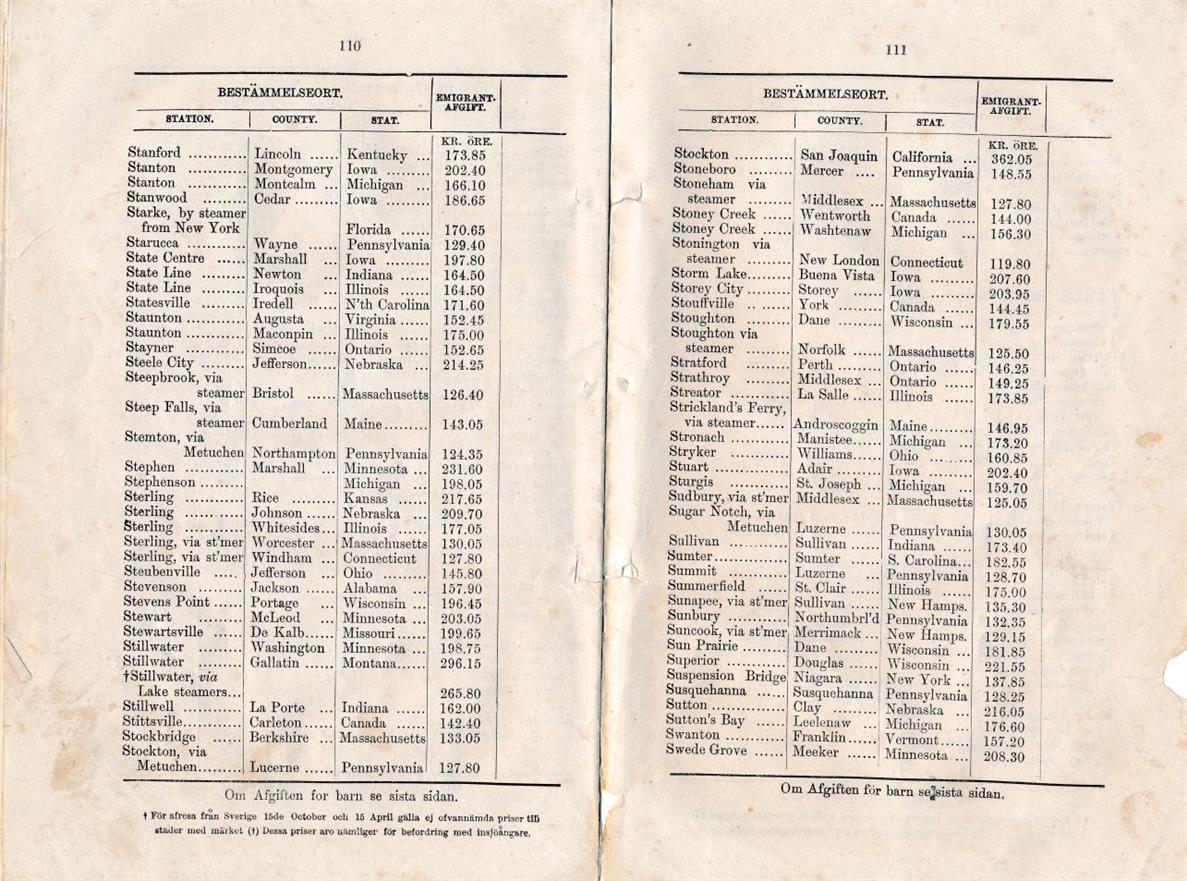 110
BESTÄMMELSEORT. EMIGRANT-AFGIFT.
STATION. COUNTY. STAT.
KR. ÖRE.
Stanford ............ Lincoln ...... Kentucky ... 173.85
Stanton ............ Montgomery Iowa ......... 202.40
Stanton ............ Montcalm ... Michigan ... 166.10
Stanwood ......... Cedar ......... Iowa ......... 186.65
Starke, by steamer
from New York Florida ...... 170.65
Starucca ............ Wayne ...... Pennsylvania 129.40
State Centre ...... Marshall ... Iowa ......... 197.80
State Line ......... Newton ... Indiana ...... 164.50
State Line ......... Iroquois ... Illinois ...... 164.50
Statesville ......... Iredell ...... N'th Carolina 171.60
Staunton ............ Augusta ... Virginia ...... 152.45
Staunton ............ Maconpin ... Illinois ...... 175.00
Stayner ............ Simcoe ...... Ontario ...... 152.65
Steele City ......... Jefferson...... Nebraska ... 214.25
Steepbrook, via
steamer Bristol ...... Massachusetts 126.40
Steep Falls, via
steamer Cumberland Maine......... 143.05
Stemton, via
Metuchen Northampton Pennsylvania 124.35
Stephen ............ Marshall ... Minnesota ... 231.60
Stephenson ......... Michigan ... 198.05
Sterling ............ Rice ......... Kansas ...... 217.65
Sterling ............ Johnson ...... Nebraska ... 209.70
Sterling ............ Whitesides... Illinois ...... 177.05
Sterling, via st'mer Worcester ... Massachusetts 130.05
Sterling, via st'mer Windham ... Connecticut 127.80
Steubenville ...... Jefferson ... Ohio ......... 145.80
Stevenson ......... Jackson ...... Alabama ... 157.90
Stevens Point ...... Portage ... Wisconsin ... 196.45
Stewart ............ McLeod ... Minnesota ... 203.05
Stewartsville ...... De Kalb...... Missouri...... 199.65
Stillwater ......... Washington Minnesota ... 198.75
Stillwater ......... Gallatin ...... Montana...... 296.15
†Stillwater, via
Lake steamers... 265.80
Stillwell ............ La Porte ... Indiana ...... 162.00
Stittsville............ Carleton...... Canada ...... 142.40
Stockbridge ...... Berkshire ... Massachusetts 133.05
Stockton, via
Metuchen......... Lucerne ...... Pennsylvania 127.80
Om Afgiften for barn se sista sidan.
† För afresa från Sverige 15de October och 15 April gälla ej ofvannämda priser till
städer med märket (†) Dessa priser aro nämliger för befordring med insjöångare.
111
BESTÄMMELSEORT. EMIGRANT-AFGIFT.
STATION. COUNTY. STAT.
KR. ÖRE.
Stockton ............ San Joaquin California ... 362.05
Stoneboro ......... Mercer .... Pennsylvania 148.55
Stoneham via
steamer ......... Middlesex ... Massachusetts 127.80
Stoney Creek ...... Wentworth Canada ...... 144.00
Stoney Creek ...... Washtenaw Michigan ... 156.30
Stonington via
steamer ......... New London Connecticut 119.80
Storm Lake......... Buena Vista Iowa ......... 207.60
Storey City ......... Storey ...... Iowa ......... 203.95
Stouffville ......... York ......... Canada ...... 144.45
Stoughton ......... Dane ......... Wisconsin ... 179.55
Stoughton via
steamer ......... Norfolk ...... Massachusetts 125.50
Stratford ......... Perth ......... Ontario ...... 146.25
Strathroy ......... Middlesex ... Ontario ...... 149.25
Streator ............ La Salle ...... Illinois ...... 173.85
Strickland's Ferry,
via steamer...... Androscoggin Maine......... 146.95
Stronach ............ Manistee...... Michigan ... 173.20
Stryker ............ Williams...... Ohio ......... 160.85
Stuart ............ Adair ......... Iowa ......... 202.40
Sturgis ............ St. Joseph ... Michigan ... 159.70
Sudbury, via st'mer Middlesex ... Massachusetts 125.05
Sugar Notch, via
Metuchen Luzerne ...... Pennsylvania 130.05
Sullivan ............ Sullivan ...... Indiana ...... 173.40
Sumter............... Sumter ...... S. Carolina... 182.55
Summit ............ Luzerne ... Pennsylvania 128.70
Summerfield ...... St. Clair ...... Illinois ...... 175.00
Sunapee, via st'mer Sullivan ...... New Hamps. 135.30
Sunbury ............ Northumbrl'd Pennsylvania 132.35
Suncook, via st'mer Merrimack ... New Hamps. 129.15
Sun Prairie ......... Dane ......... Wisconsin ... 181.85
Superior ............ Douglas ...... Wisconsin ... 221.55
Suspension Bridge Niagara ...... New York ... 137.85
Susquehanna ...... Susquehanna Pennsylvania 128.25
Sutton ............... Clay ......... Nebraska ... 216.05
Sutton's Bay ...... Leelenaw ... Michigan ... 176.60
Swanton ............ Franklin...... Vermont...... 157.20
Swede Grove ...... Meeker ...... Minnesota ... 208.30
Om Afgiften för barn se sista sidan.